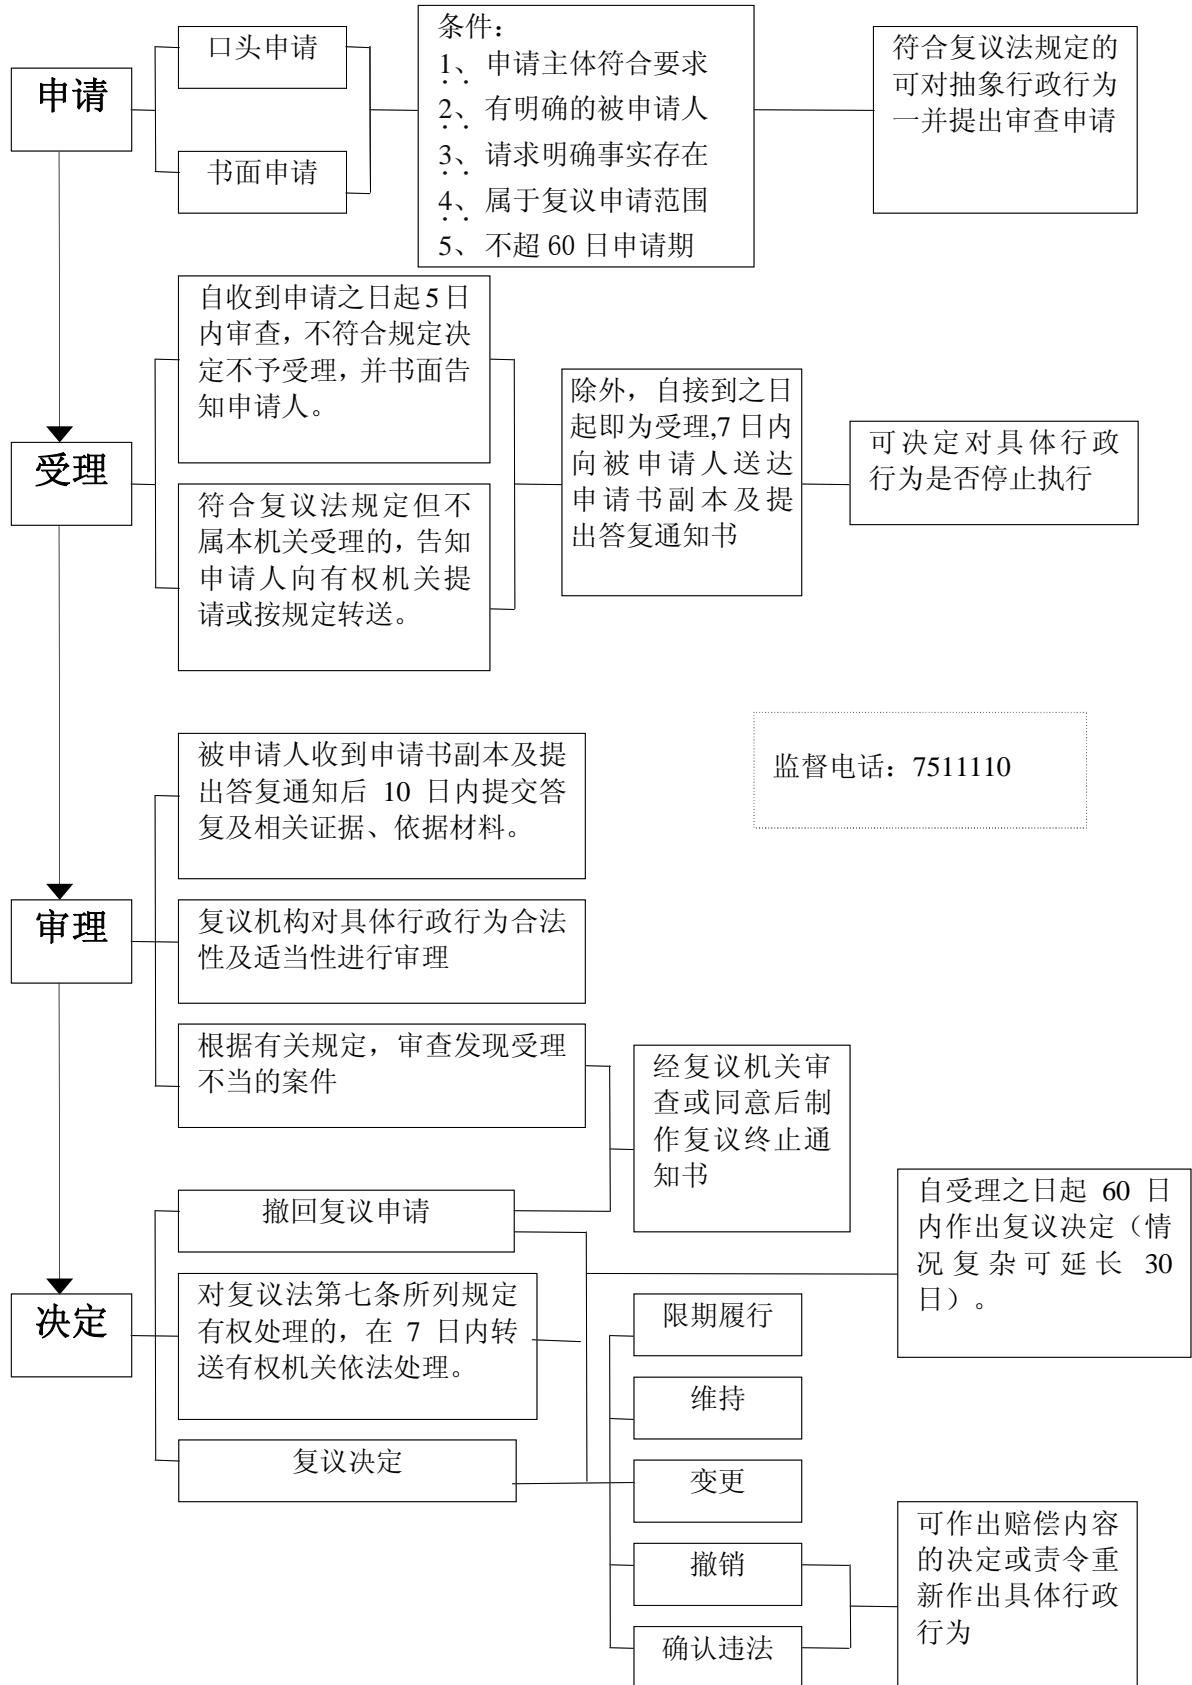 申请
口头申请
书面申请
条件：
1、申请主体符合要求
2、有明确的被申请人
3、请求明确事实存在
4、属于复议申请范围
5、不超 60 日申请期
符合复议法规定的
可对抽象行政行为
一并提出审查申请
受理
自收到申请之日起 5 日
内审查，不符合规定决
定不予受理，并书面告
知申请人。
符合复议法规定但不
属本机关受理的，告知
申请人向有权机关提
请或按规定转送。
除外，自接到之日
起即为受理,7 日内
向被申请人送达
申请书副本及提
出答复通知书
可决定对具体行政
行为是否停止执行
监督电话：7511110
审理
被申请人收到申请书副本及提
出答复通知后 10 日内提交答
复及相关证据、依据材料。
复议机构对具体行政行为合法
性及适当性进行审理
根据有关规定，审查发现受理
不当的案件
经复议机关审
查或同意后制
作复议终止通
知书
决定
撤回复议申请
对复议法第七条所列规定
有权处理的，在 7 日内转
送有权机关依法处理。
复议决定
自受理之日起 60 日
内作出复议决定（情
况复杂可延长 30
日）。
限期履行
维持
变更
撤销
确认违法
可作出赔偿内容
的决定或责令重
新作出具体行政
行为